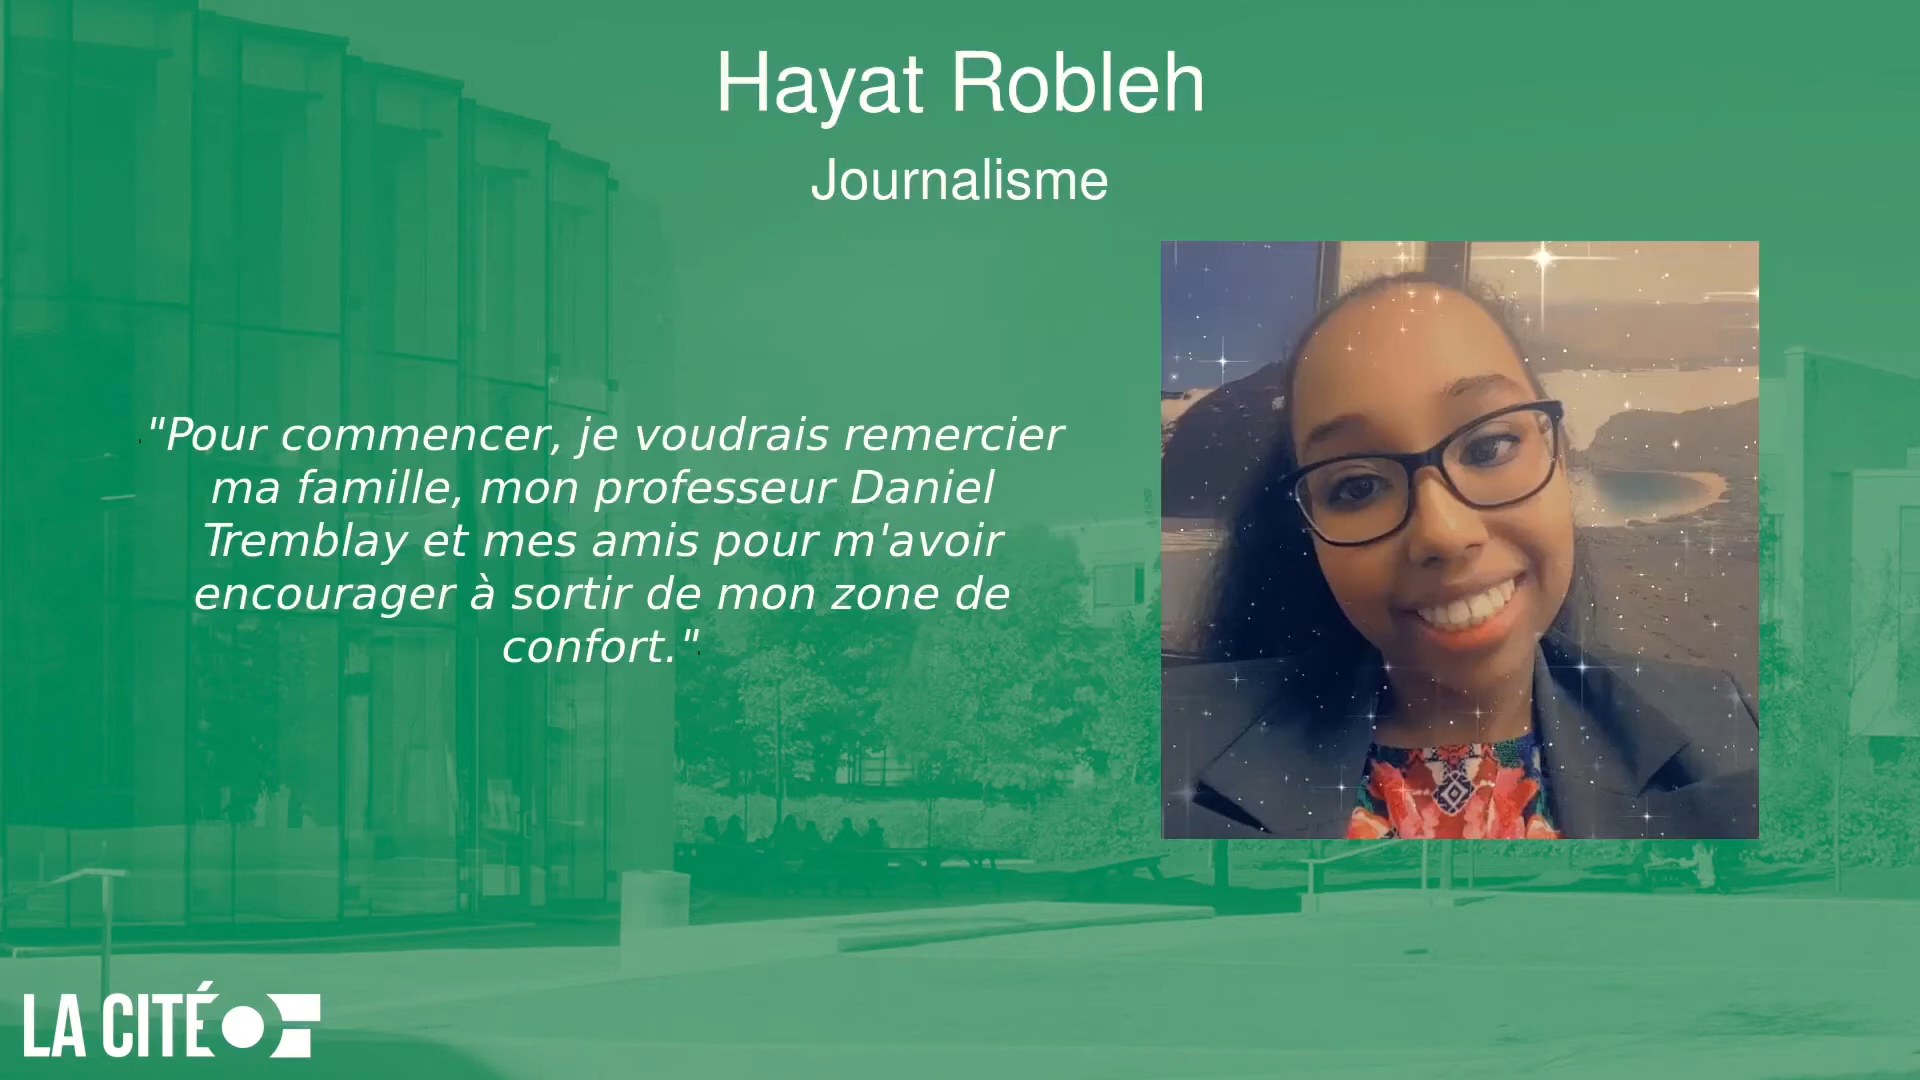 Hayat Robleh
Journalisme
"Pour commencer, je voudrais remercier
ma famille, mon professeur Daniel
Tremblay et mes amis pour m'avoir
encourager à sortir de mon zone de
confort."
LA CITÉ